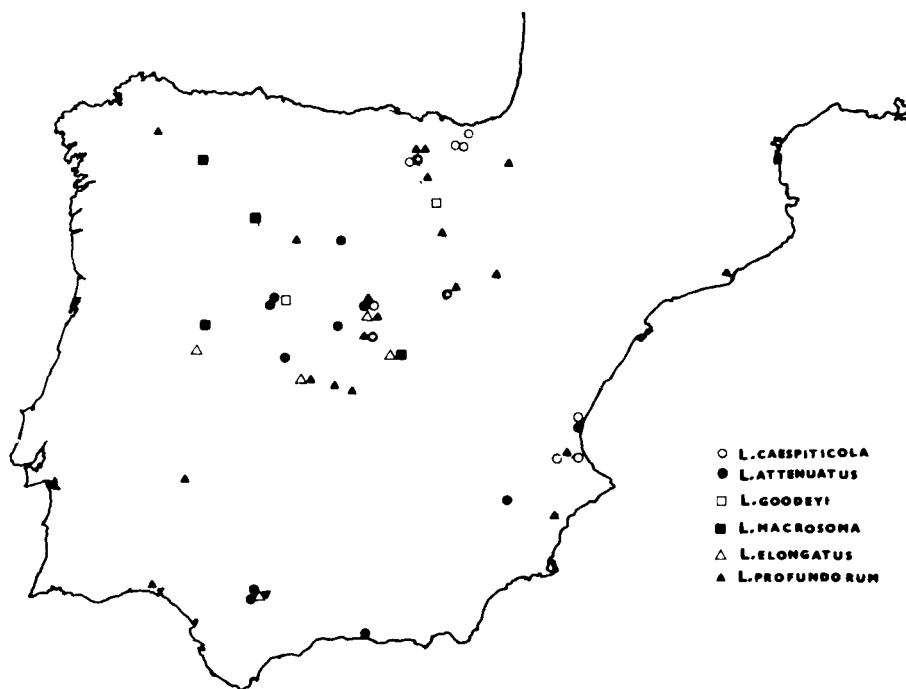 L.CAESPITICOLA
L.ATTENUATUS
L.GOODEYI
L.MACROSOMA
L.ELONGATUS
L.PROFUNDORUM